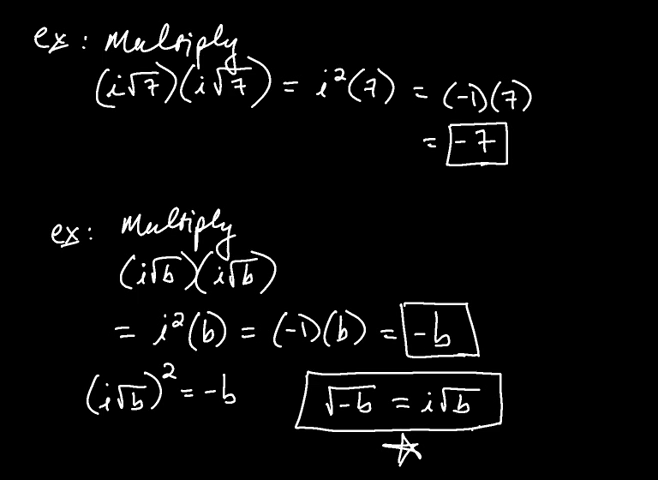 ex: Multiply
(i√7)(i√7) = i²(7) = (-1)(7)
= -7
ex: Multiply
(i√b)(i√b)
= i²(b) = (-1)(b) = -b
(i√b)² = -b √-b = i√b